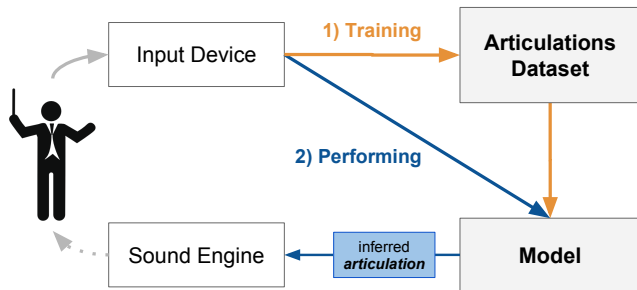 Input Device
1) Training
Articulations
Dataset
2) Performing
Sound Engine
inferred
articulation
Model